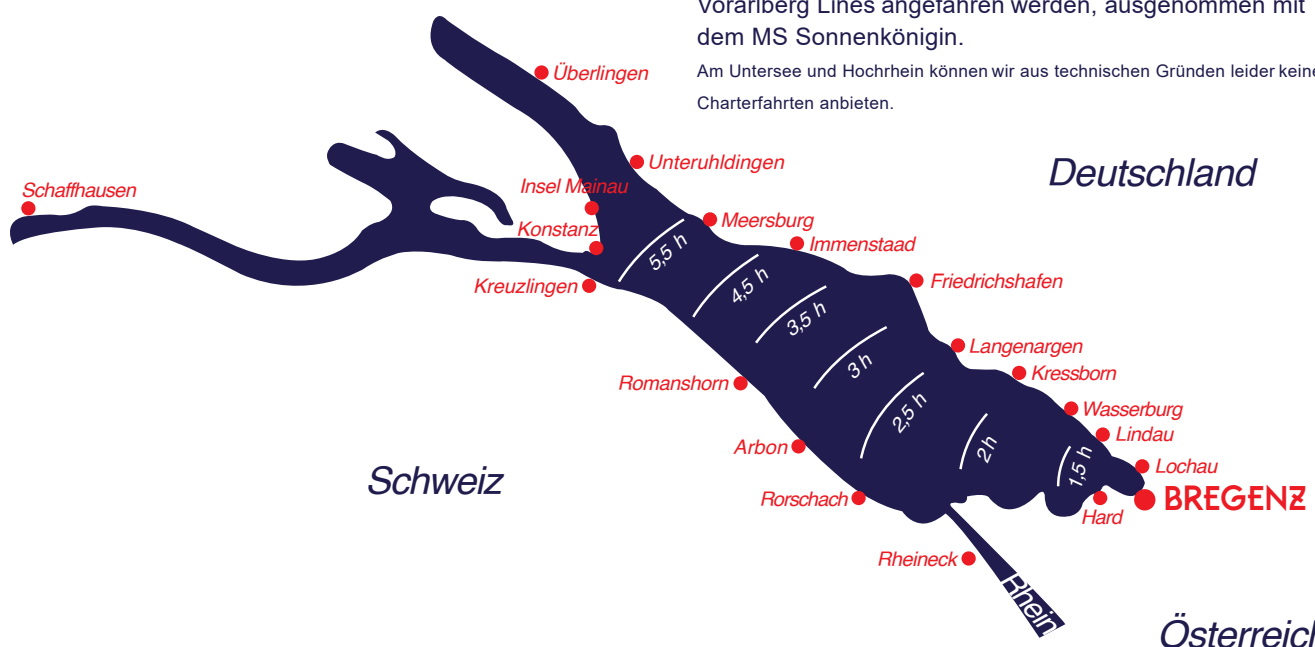 Vorarlberg Lines angefahren werden, ausgenommen mit
dem MS Sonnenkönigin.
Am Untersee und Hochrhein können wir aus technischen Gründen leider keine
Charterfahrten anbieten.
Überlingen
Unteruhldingen
Deutschland
Schaffhausen
Insel Mainau
Meersburg
Konstanz
Immenstaad
5,5 h
Kreuzlingen
4,5 h
Friedrichshafen
3,5 h
Langenargen
3 h
Kressborn
Romanshorn
2,5 h
Wasserburg
Lindau
Arbon
2 h
1,5 h
Lochau
Schweiz
Rorschach
BREGENZ
Hard
Rheineck
Rhein
Österreich